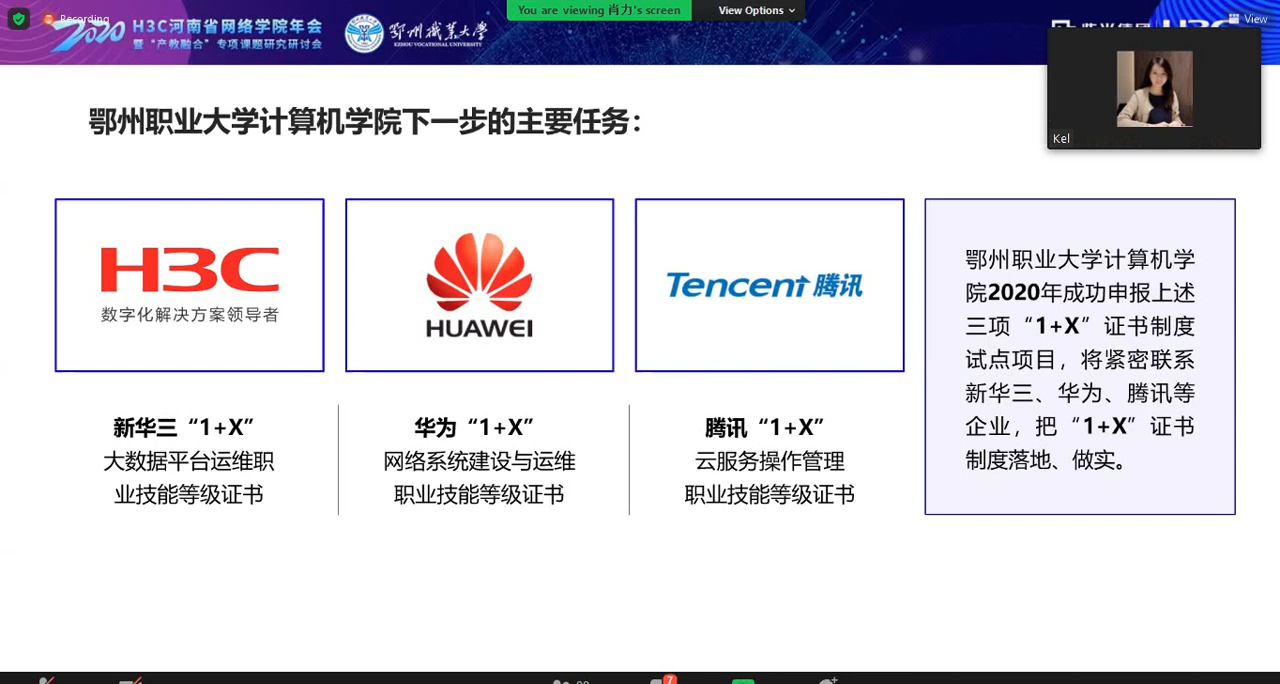 Recording
You are viewing 肖力's screen
View Options
View
2020
H3C河南省网络学院年会
暨“产教融合”专项课题研究研讨会
鄂州職業大学
EZHOU VOCATIONAL UNIVERSITY
Kel
鄂州职业大学计算机学院下一步的主要任务：
H3C
数字化解决方案领导者
HUAWEI
Tencent 腾讯
新华三“1+X”
大数据平台运维职
业技能等级证书
华为“1+X”
网络系统建设与运维
职业技能等级证书
腾讯“1+X”
云服务操作管理
职业技能等级证书
鄂州职业大学计算机学
院2020年成功申报上述
三项“1+X”证书制度
试点项目，将紧密联系
新华三、华为、腾讯等
企业，把“1+X”证书
制度落地、做实。
7